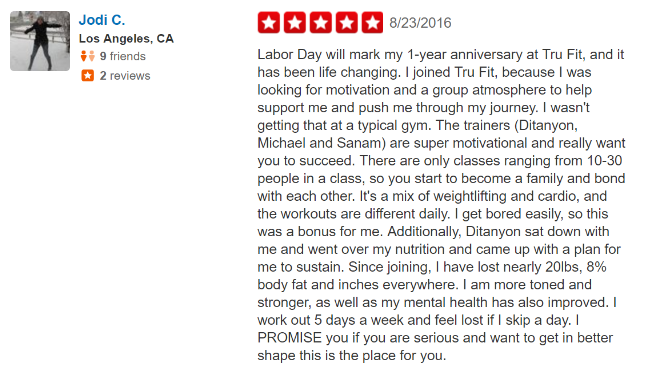 Jodi C.
Los Angeles, CA
9 friends
2 reviews
8/23/2016
Labor Day will mark my 1-year anniversary at Tru Fit, and it
has been life changing. I joined Tru Fit, because I was
looking for motivation and a group atmosphere to help
support me and push me through my journey. I wasn't
getting that at a typical gym. The trainers (Ditanyon,
Michael and Sanam) are super motivational and really want
you to succeed. There are only classes ranging from 10-30
people in a class, so you start to become a family and bond
with each other. It's a mix of weightlifting and cardio, and
the workouts are different daily. I get bored easily, so this
was a bonus for me. Additionally, Ditanyon sat down with
me and went over my nutrition and came up with a plan for
me to sustain. Since joining, I have lost nearly 20lbs, 8%
body fat and inches everywhere. I am more toned and
stronger, as well as my mental health has also improved. I
work out 5 days a week and feel lost if I skip a day. I
PROMISE you if you are serious and want to get in better
shape this is the place for you.